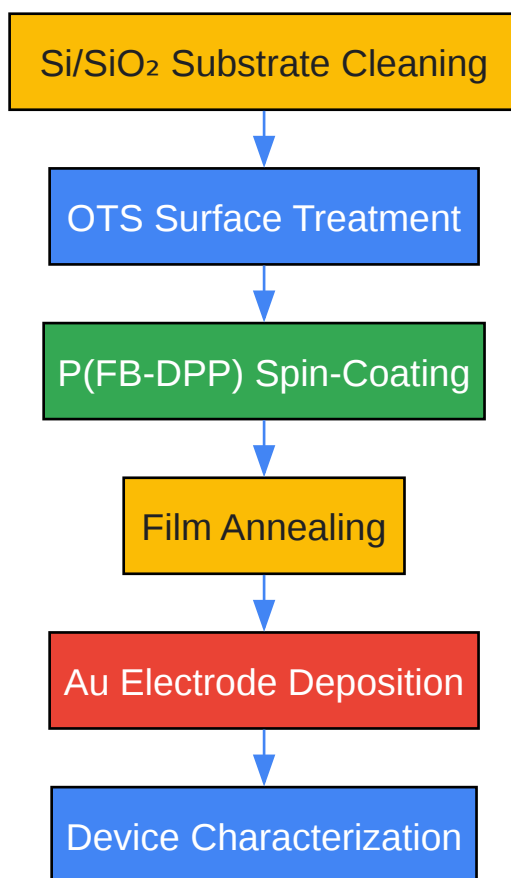 Si/SiO₂ Substrate Cleaning
OTS Surface Treatment
P(FB-DPP) Spin-Coating
Film Annealing
Au Electrode Deposition
Device Characterization